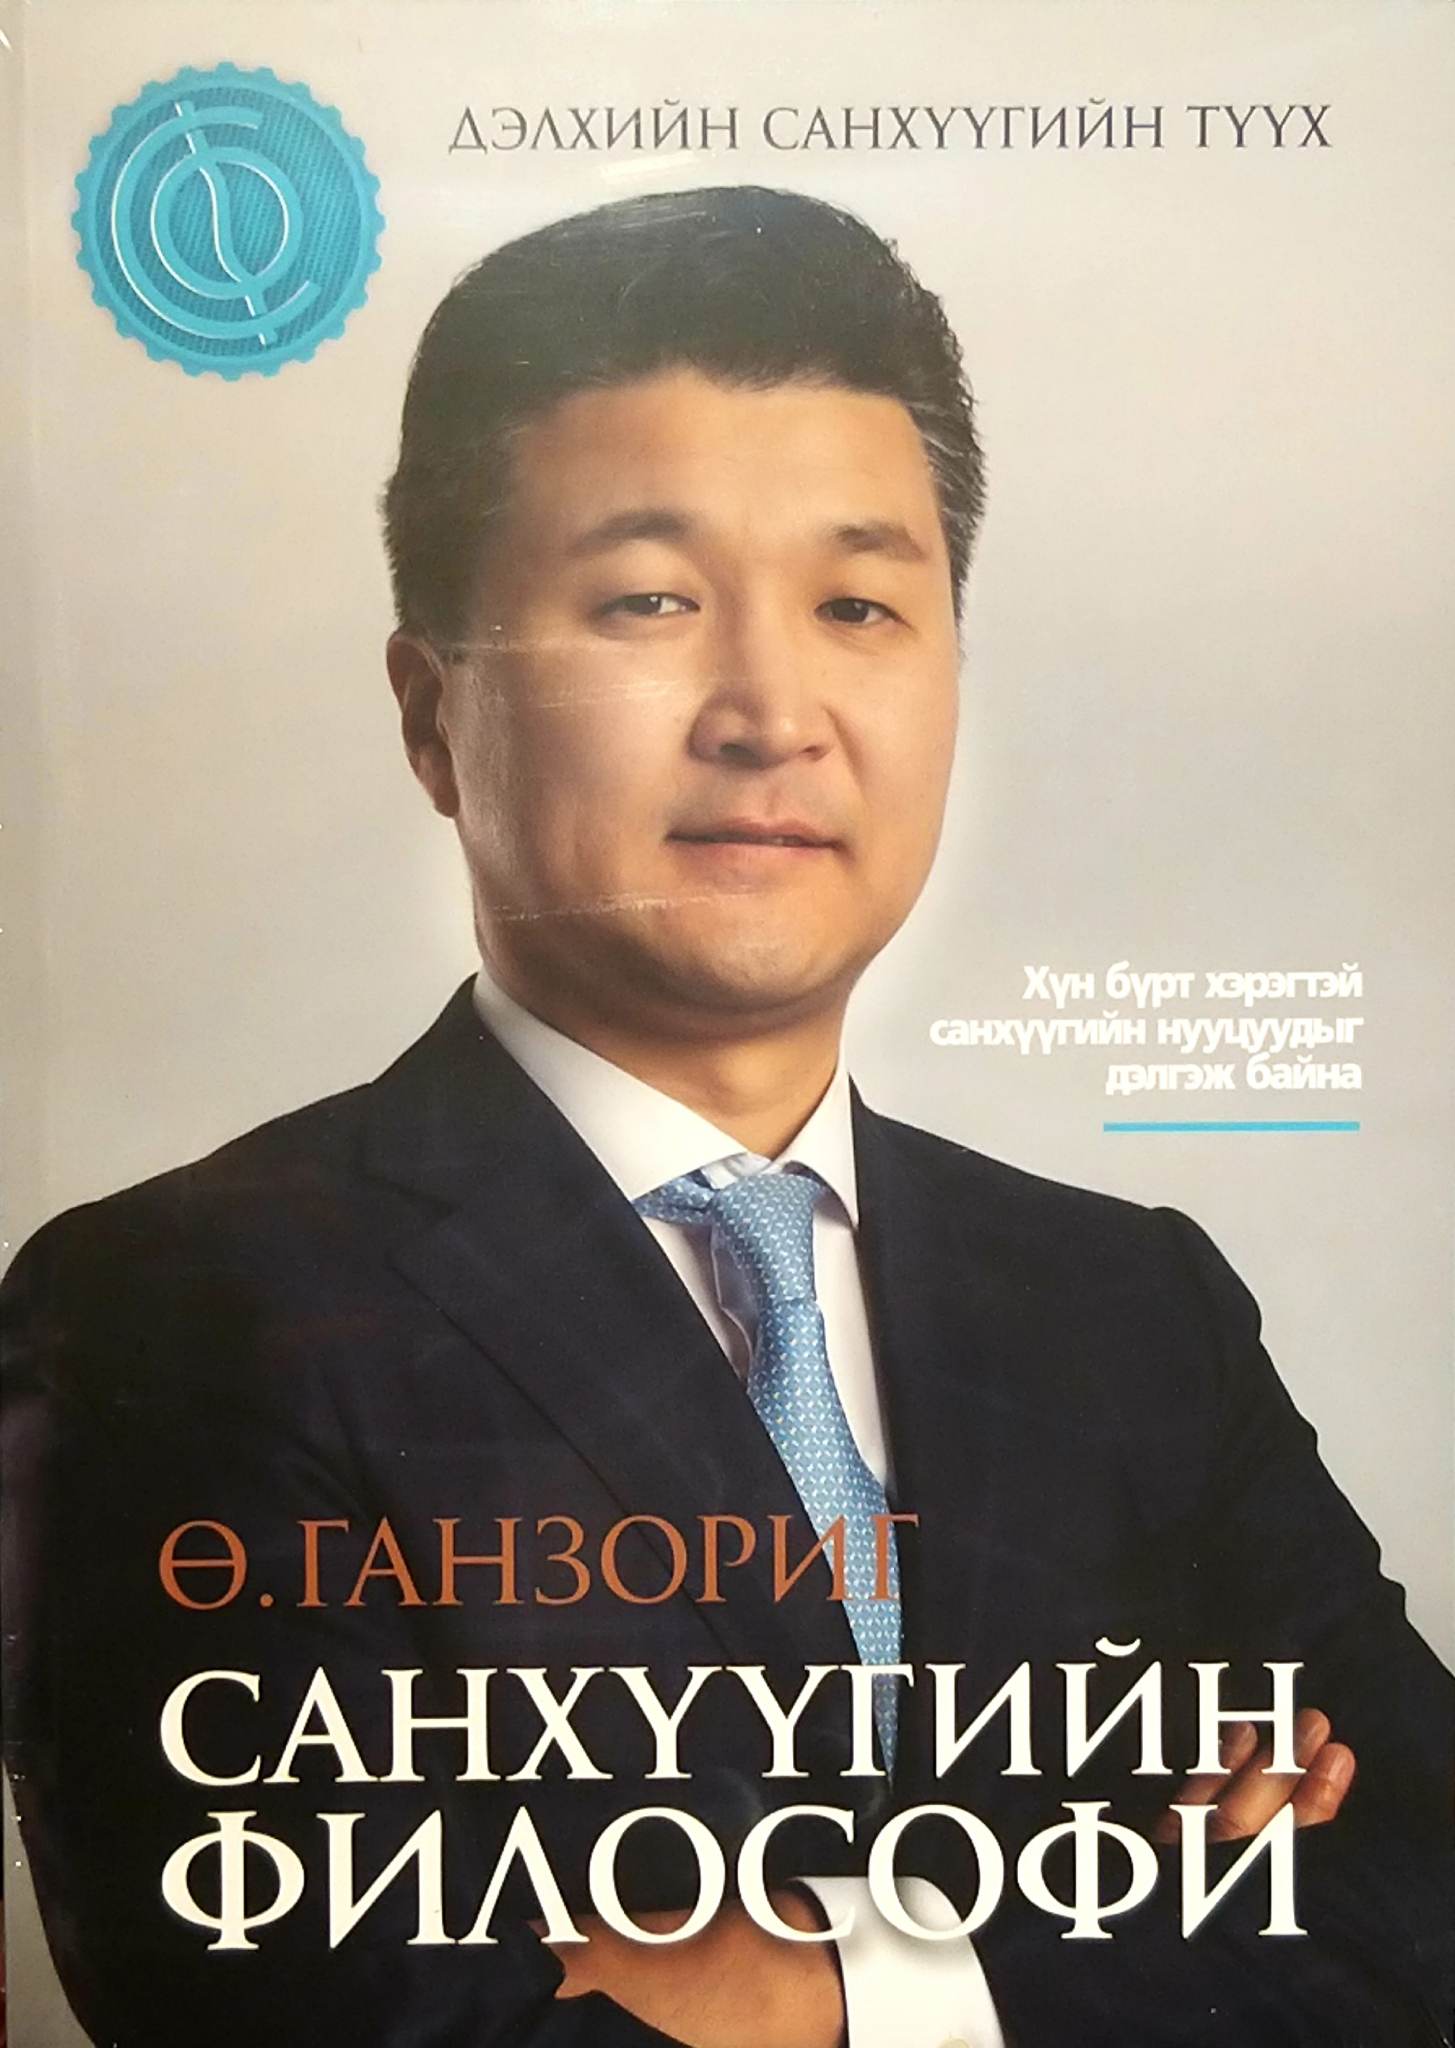 ДЭЛХИЙН САНХҮҮГИЙН ТҮҮХ
Хүн бүрт хэрэгтэй
санхүүгийн нууцуудыг
дэлгэж байна
Ө.ГАНЗОРИГ
САНХҮҮГИЙН
ФИЛОСОФИ